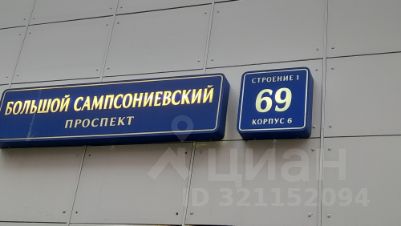 БОЛЬШОЙ САМПСОНИЕВСКИЙ
ПРОСПЕКТ
СТРОЕНИЕ 1
69
КОРПУС 6
циан
ID 321152094